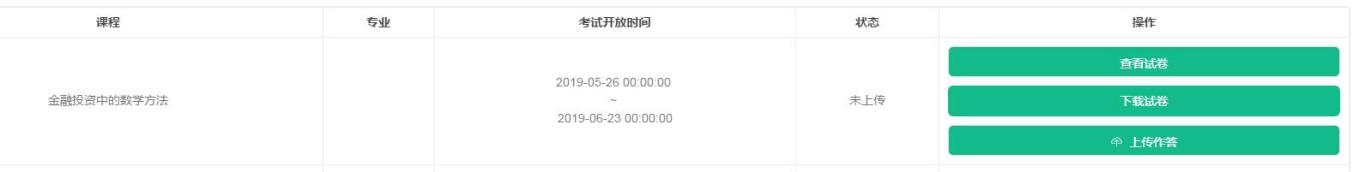 课程 专业 考试开放时间 状态 操作
查看试卷
2019-05-26 00:00:00
金融投资中的数学方法 ~ 未上传 下载试卷
2019-06-23 00:00:00
上传作答